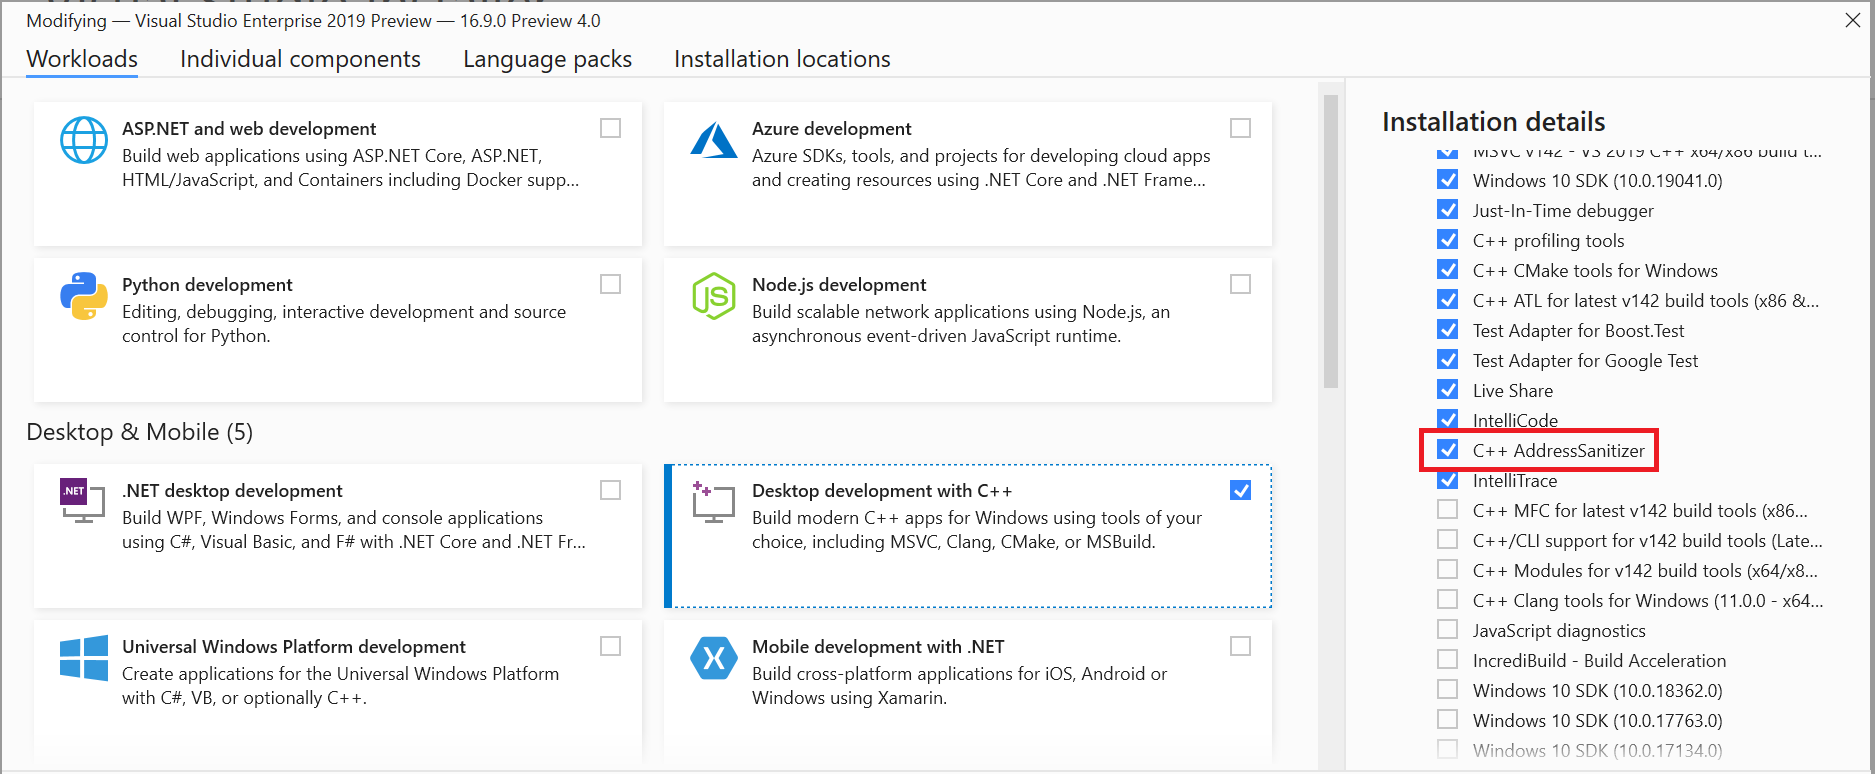 Modifying — Visual Studio Enterprise 2019 Preview — 16.9.0 Preview 4.0
Workloads
Individual components
Language packs
Installation locations
ASP.NET and web development
Build web applications using ASP.NET Core, ASP.NET,
HTML/JavaScript, and Containers including Docker supp...
Azure development
Azure SDKs, tools, and projects for developing cloud apps
and creating resources using .NET Core and .NET Frame...
Python development
Editing, debugging, interactive development and source
control for Python.
JS
Node.js development
Build scalable network applications using Node.js, an
asynchronous event-driven JavaScript runtime.
Desktop & Mobile (5)
.NET
.NET desktop development
Build WPF, Windows Forms, and console applications
using C#, Visual Basic, and F# with .NET Core and .NET Fr...
Desktop development with C++
Build modern C++ apps for Windows using tools of your
choice, including MSVC, Clang, CMake, or MSBuild.
Universal Windows Platform development
Create applications for the Universal Windows Platform
with C#, VB, or optionally C++.
Mobile development with .NET
Build cross-platform applications for iOS, Android or
Windows using Xamarin.
Installation details
MSVC v142 - VS 2019 C++ x64/x86 build t...
Windows 10 SDK (10.0.19041.0)
Just-In-Time debugger
C++ profiling tools
C++ CMake tools for Windows
C++ ATL for latest v142 build tools (x86 &...
Test Adapter for Boost.Test
Test Adapter for Google Test
Live Share
IntelliCode
C++ AddressSanitizer
IntelliTrace
C++ MFC for latest v142 build tools (x86...
C++/CLI support for v142 build tools (Late...
C++ Modules for v142 build tools (x64/x8...
C++ Clang tools for Windows (11.0.0 - x64...
JavaScript diagnostics
IncrediBuild - Build Acceleration
Windows 10 SDK (10.0.18362.0)
Windows 10 SDK (10.0.17763.0)
Windows 10 SDK (10.0.17134.0)